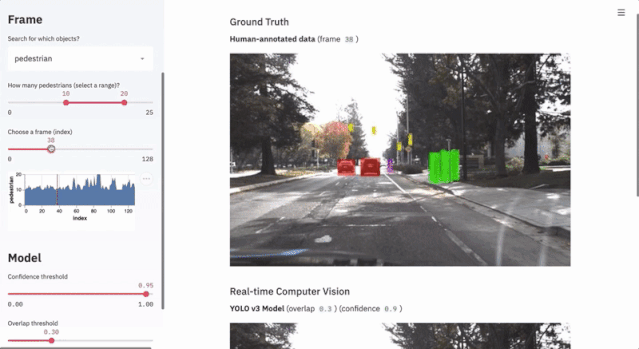 Frame
Search for which objects?
pedestrian
How many pedestrians (select a range)?
10 20
0 25
Choose a frame (index)
38
0 128
20
10
0
pedestrian
0 20 40 60 80 100 120
index
Model
Confidence threshold
0.95
0.00 1.00
Overlap threshold
0.30
Ground Truth
Human-annotated data (frame 38 )
Real-time Computer Vision
YOLO v3 Model (overlap 0.3 ) (confidence 0.9 )